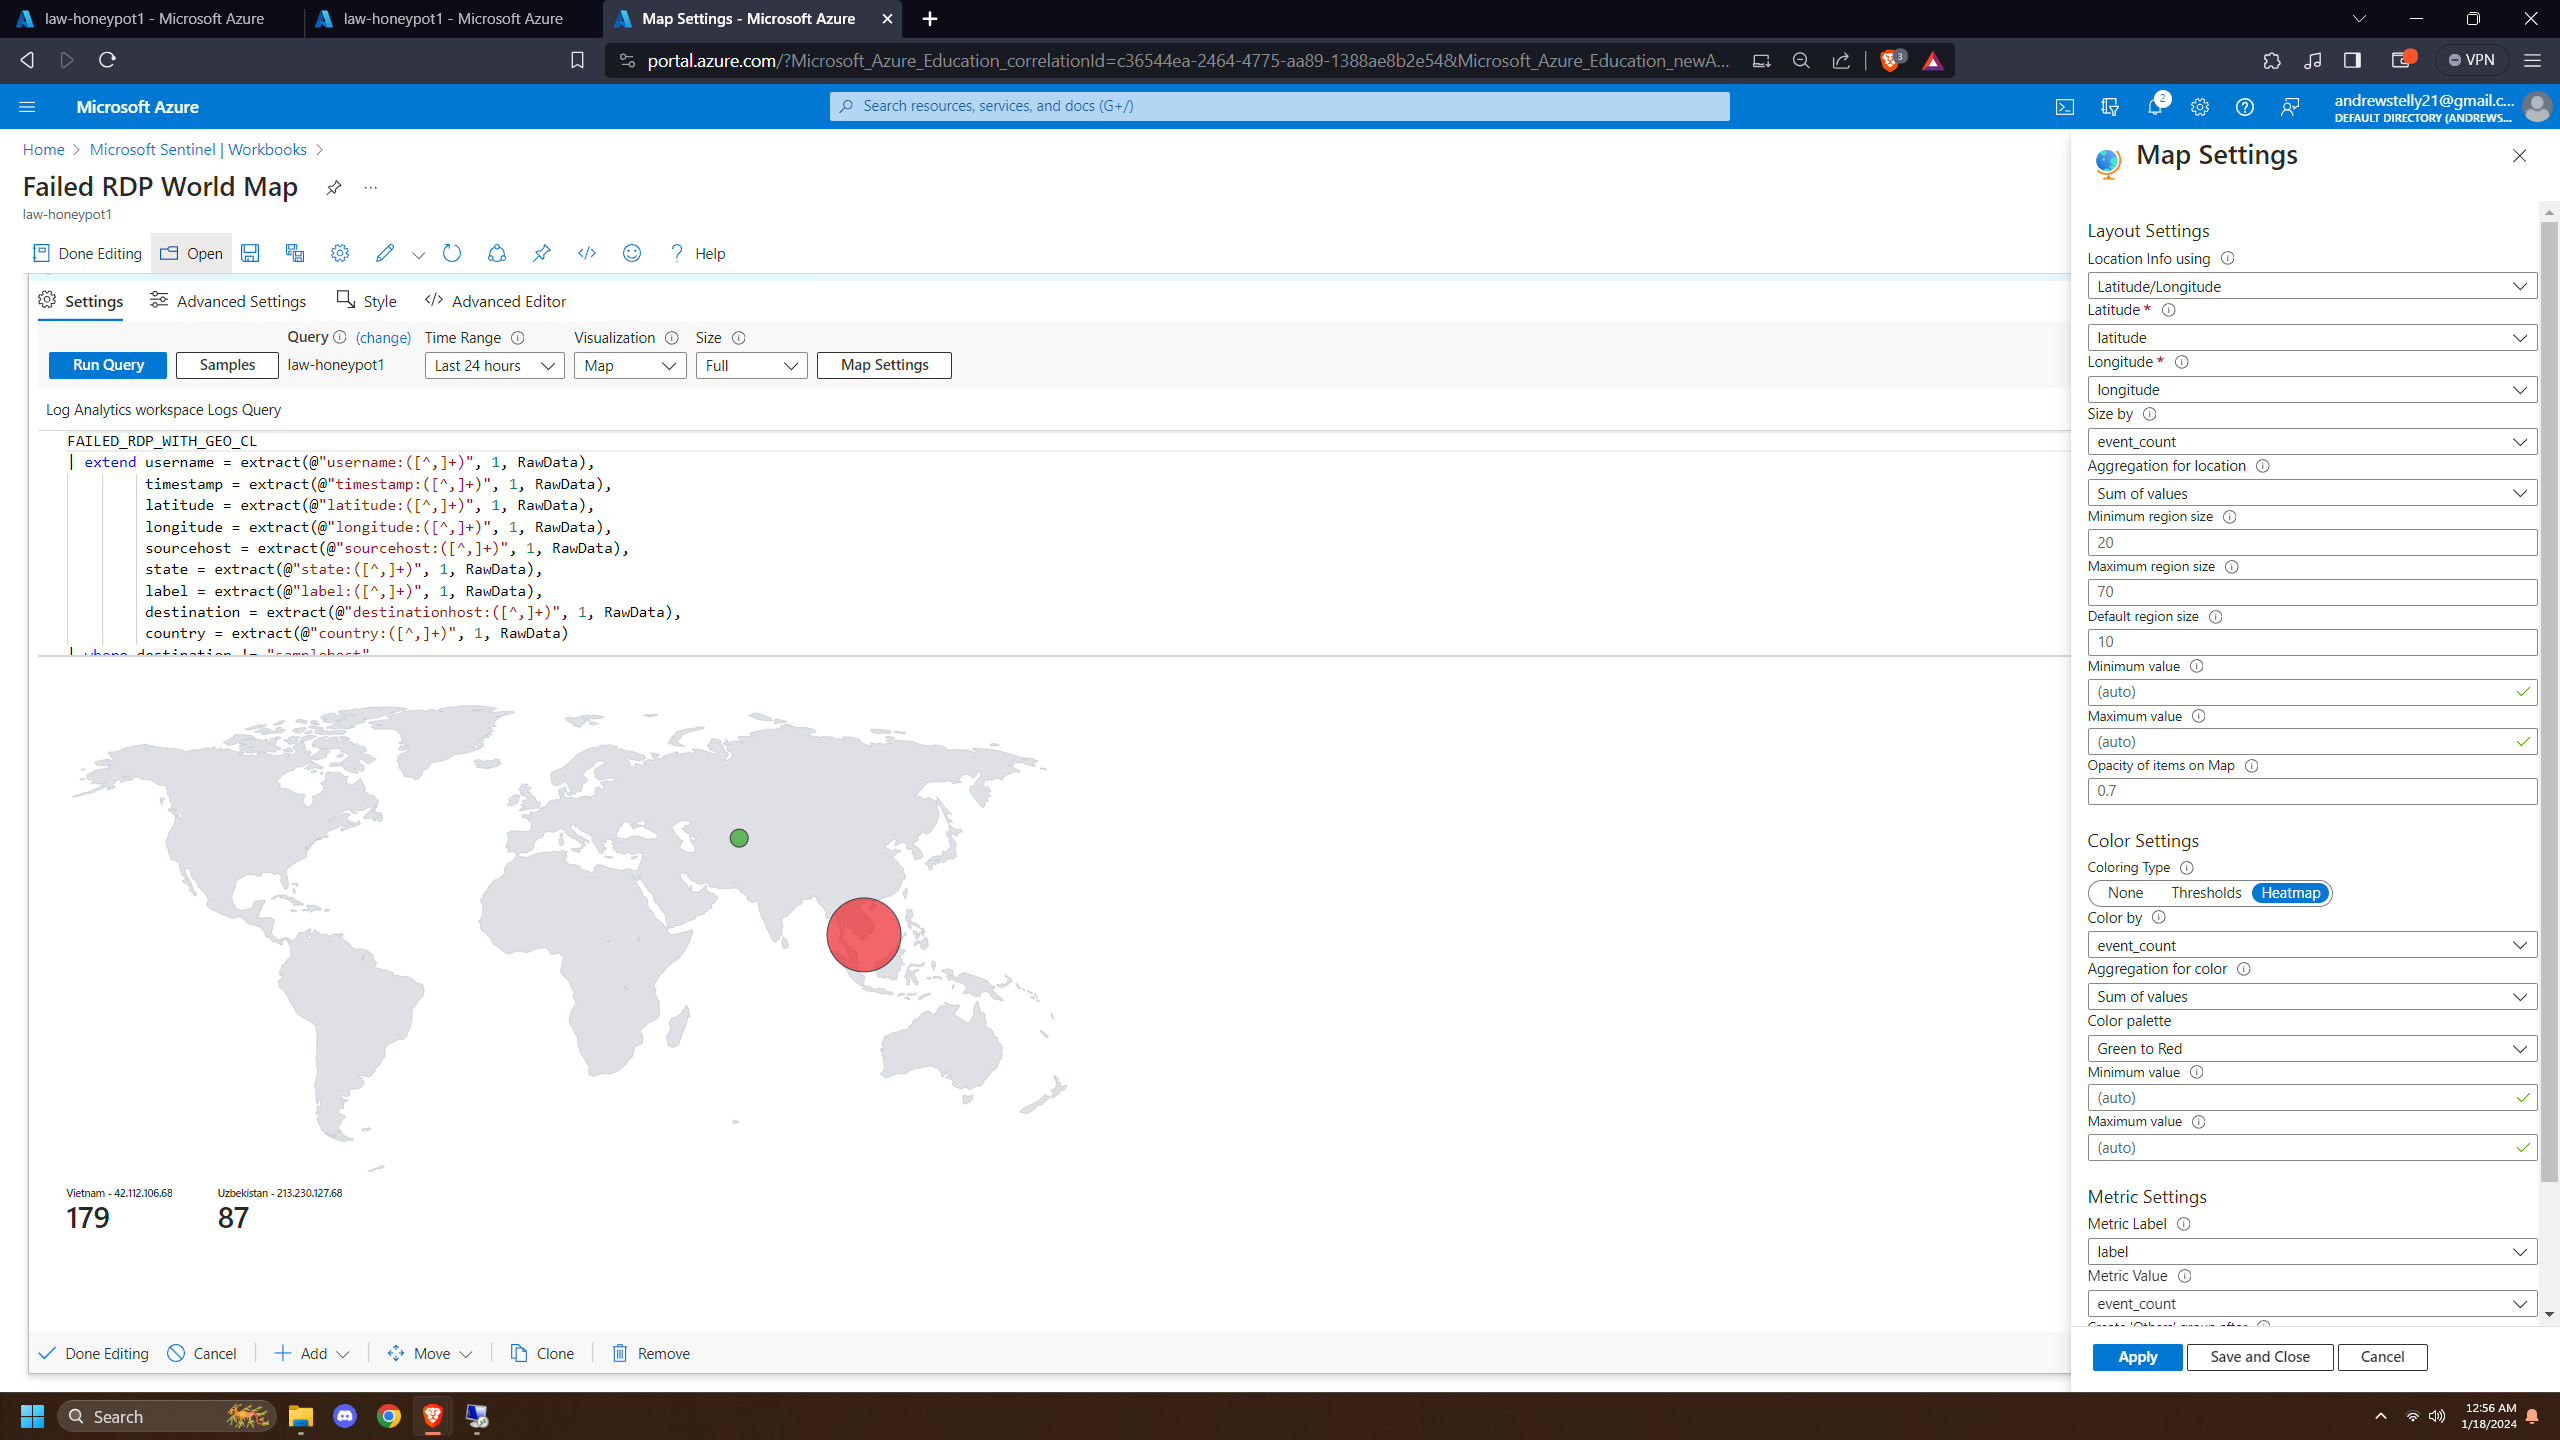 law-honeypot1 - Microsoft Azure
law-honeypot1 - Microsoft Azure
Map Settings - Microsoft Azure
portal.azure.com/?Microsoft_Azure_Education_correlationId=c36544ea-2464-4775-aa89-1388ae8b2e54&Microsoft_Azure_Education_newA...
3
VPN
Microsoft Azure
Search resources, services, and docs (G+/)
2
andrewstelly21@gmail.c...
DEFAULT DIRECTORY (ANDREWS...
Home > Microsoft Sentinel | Workbooks >
Failed RDP World Map
...
law-honeypot1
Done Editing
Open
Help
Settings
Advanced Settings
Style
Advanced Editor
Query (change)
Time Range
Visualization
Size
Run Query
Samples
law-honeypot1
Last 24 hours
Map
Full
Map Settings
Log Analytics workspace Logs Query
FAILED_RDP_WITH_GEO_CL
| extend username = extract(@"username:([^,]+)", 1, RawData),
timestamp = extract(@"timestamp:([^,]+)", 1, RawData),
latitude = extract(@"latitude:([^,]+)", 1, RawData),
longitude = extract(@"longitude:([^,]+)", 1, RawData),
sourcehost = extract(@"sourcehost:([^,]+)", 1, RawData),
state = extract(@"state:([^,]+)", 1, RawData),
label = extract(@"label:([^,]+)", 1, RawData),
destination = extract(@"destinationhost:([^,]+)", 1, RawData),
country = extract(@"country:([^,]+)", 1, RawData)
| where destination != "samplehost"
Vietnam - 42.112.106.68
179
Uzbekistan - 213.230.127.68
87
Done Editing
Cancel
Add
Move
Clone
Remove
Map Settings
Layout Settings
Location Info using
Latitude/Longitude
Latitude *
latitude
Longitude *
longitude
Size by
event_count
Aggregation for location
Sum of values
Minimum region size
20
Maximum region size
70
Default region size
10
Minimum value
(auto)
Maximum value
(auto)
Opacity of items on Map
0.7
Color Settings
Coloring Type
None
Thresholds
Heatmap
Color by
event_count
Aggregation for color
Sum of values
Color palette
Green to Red
Minimum value
(auto)
Maximum value
(auto)
Metric Settings
Metric Label
label
Metric Value
event_count
Create 'Others' group after
Apply
Save and Close
Cancel
Search
12:56 AM
1/18/2024